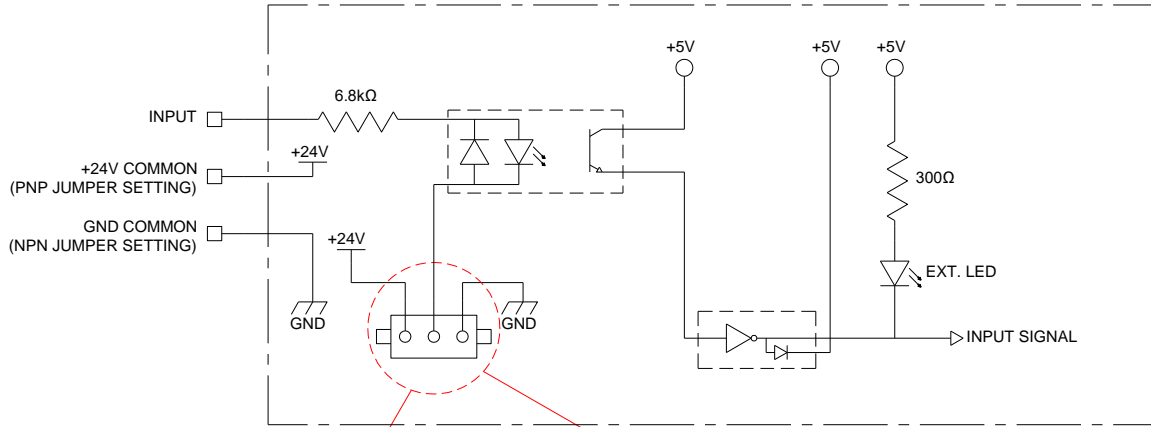 +5V
+5V
+5V
6.8kΩ
INPUT
+24V
+24V COMMON
(PNP JUMPER SETTING)
300Ω
GND COMMON
(NPN JUMPER SETTING)
+24V
EXT. LED
GND
GND
INPUT SIGNAL